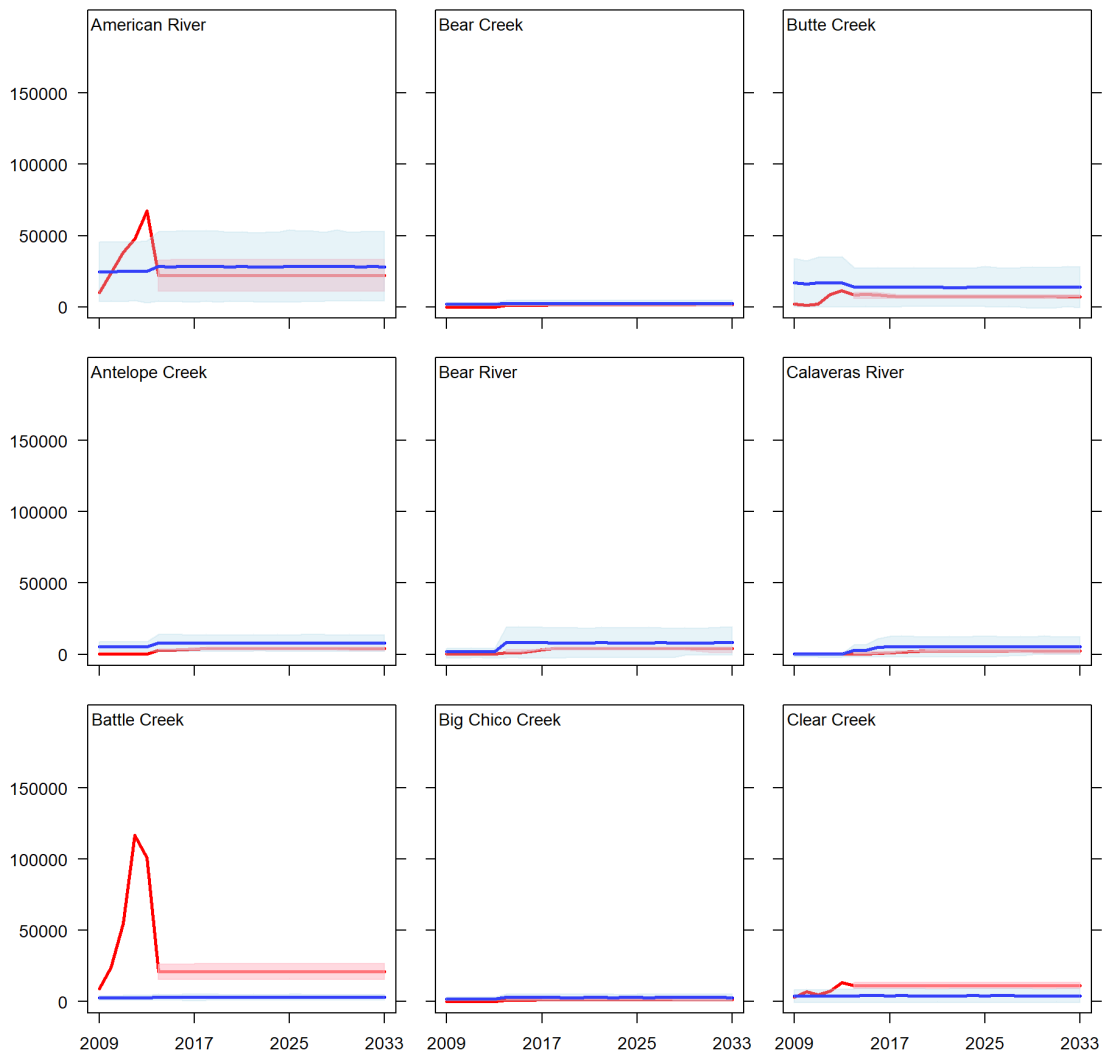 American River
Bear Creek
Butte Creek
150000
100000
50000
0
Antelope Creek
Bear River
Calaveras River
150000
100000
50000
0
Battle Creek
Big Chico Creek
Clear Creek
150000
100000
50000
0
2009 2017 2025 2033
2009 2017 2025 2033
2009 2017 2025 2033